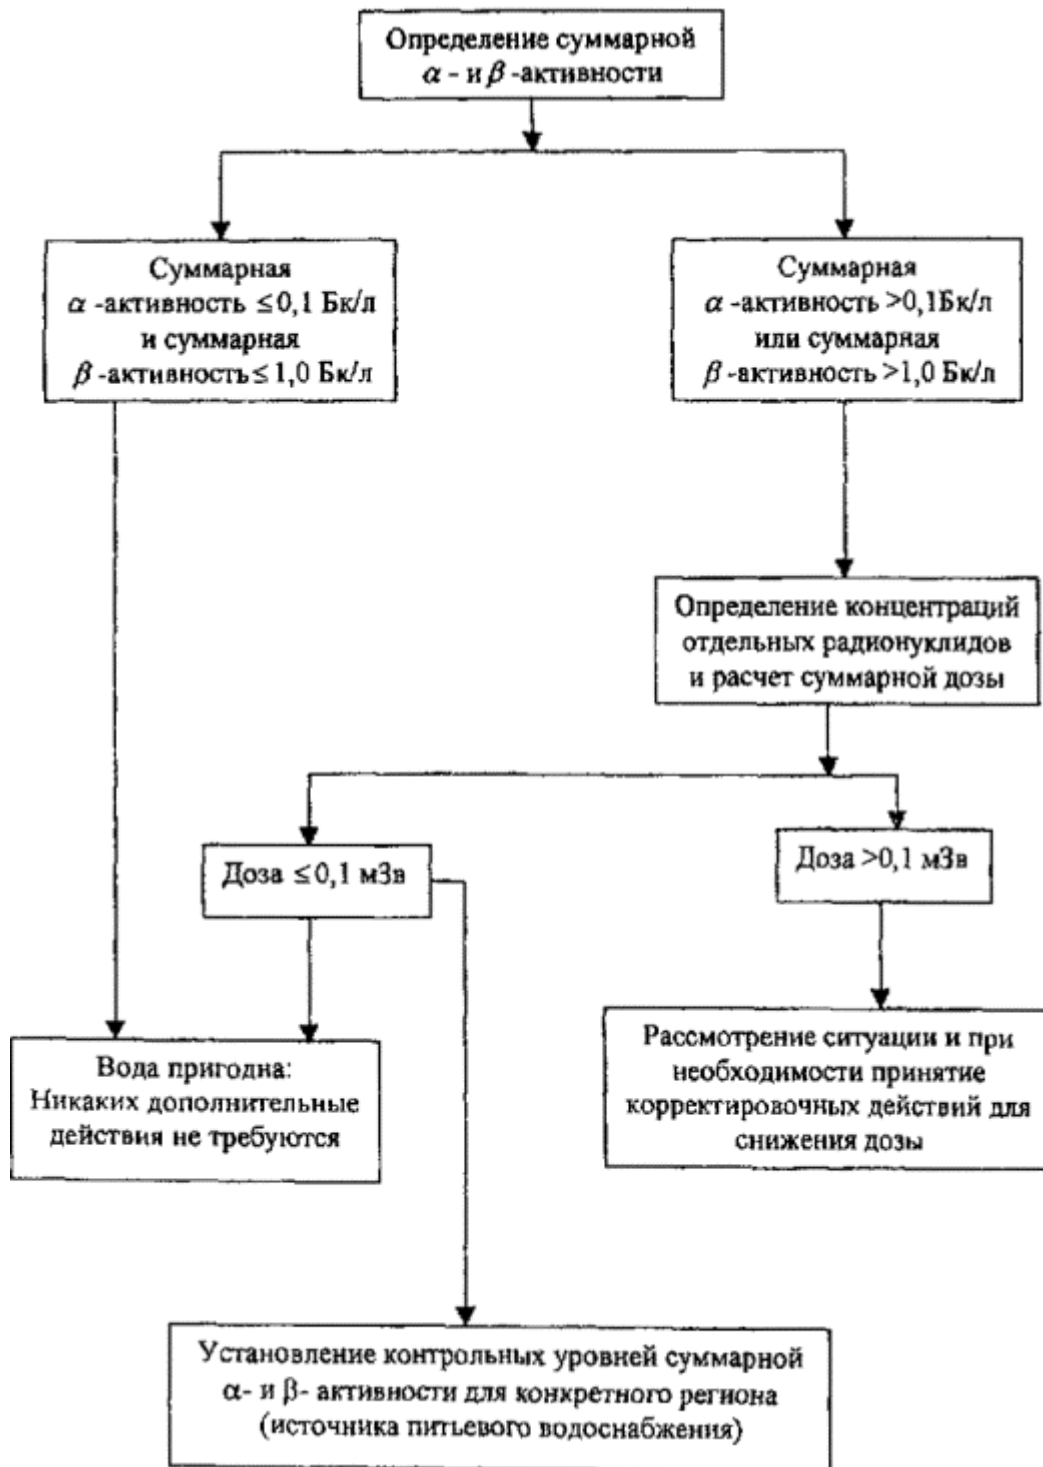 Определение суммарной
α - и β -активности
Суммарная
α -активность ≤0,1 Бк/л
и суммарная
β -активность≤1,0 Бк/л
Суммарная
α -активность >0,1Бк/л
или суммарная
β -активность >1,0 Бк/л
Определение концентраций
отдельных радионуклидов
и расчет суммарной дозы
Доза ≤0,1 мЗв
Доза >0,1 мЗв
Вода пригодна:
Никаких дополнительные
действия не требуются
Рассмотрение ситуации и при
необходимости принятие
корректировочных действий для
снижения дозы
Установление контрольных уровней суммарной
α- и β- активности для конкретного региона
(источника питьевого водоснабжения)